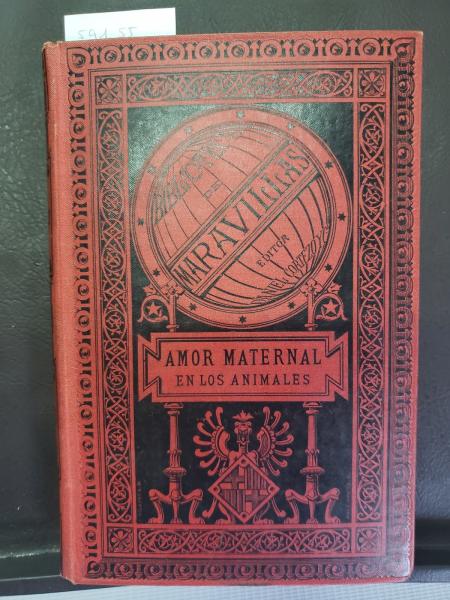 591.55
BIBLIOTECA
DE
MARAVILLAS
EDITOR
DANIEL CORTEZO
AMOR MATERNAL
EN LOS ANIMALES